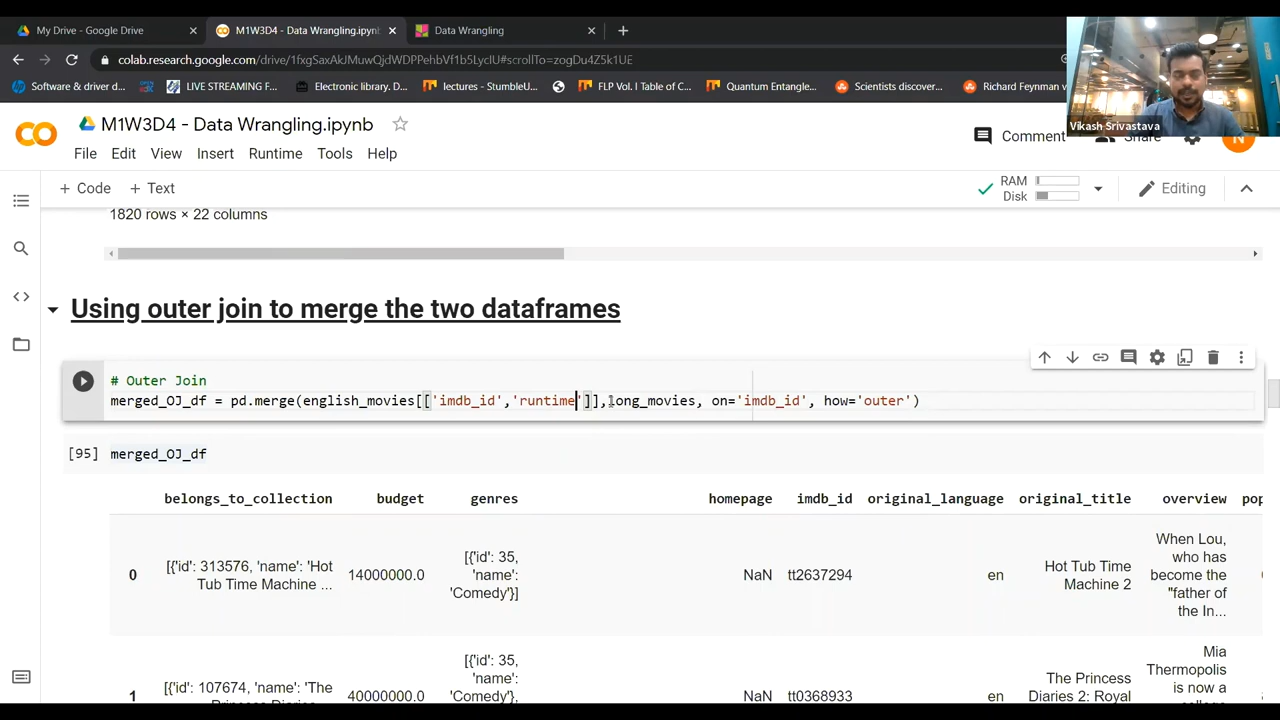 My Drive - Google Drive
M1W3D4 - Data Wrangling.ipynb
Data Wrangling
colab.research.google.com/drive/1fxgSaxAkJMuwQjdWDPPehbVf1b5LycIU#scrollTo=zogDu4Z5k1UE
Software & driver d...
LIVE STREAMING F...
Electronic library. D...
lectures - StumbleU...
FLP Vol. I Table of C...
Quantum Entangle...
Scientists discover...
Richard Feynman v
Vikash Srivastava
M1W3D4 - Data Wrangling.ipynb
Comment
Share
File Edit View Insert Runtime Tools Help
+ Code + Text
RAM
Disk
Editing
1820 rows × 22 columns
Using outer join to merge the two dataframes
# Outer Join
merged_OJ_df = pd.merge(english_movies[['imdb_id','runtime']],long_movies, on='imdb_id', how='outer')
[95] merged_OJ_df
belongs_to_collection budget genres homepage imdb_id original_language original_title overview pop
0 [{'id': 313576, 'name': 'Hot Tub Time Machine ... 14000000.0 [{'id': 35, 'name': 'Comedy'}] NaN tt2637294 en Hot Tub Time Machine 2 When Lou, who has become the "father of the In...
1 [{'id': 107674, 'name': 'The 40000000.0 [{'id': 35, 'name': 'Comedy'}, NaN tt0368933 en The Princess Diaries 2: Royal Mia Thermopolis is now a